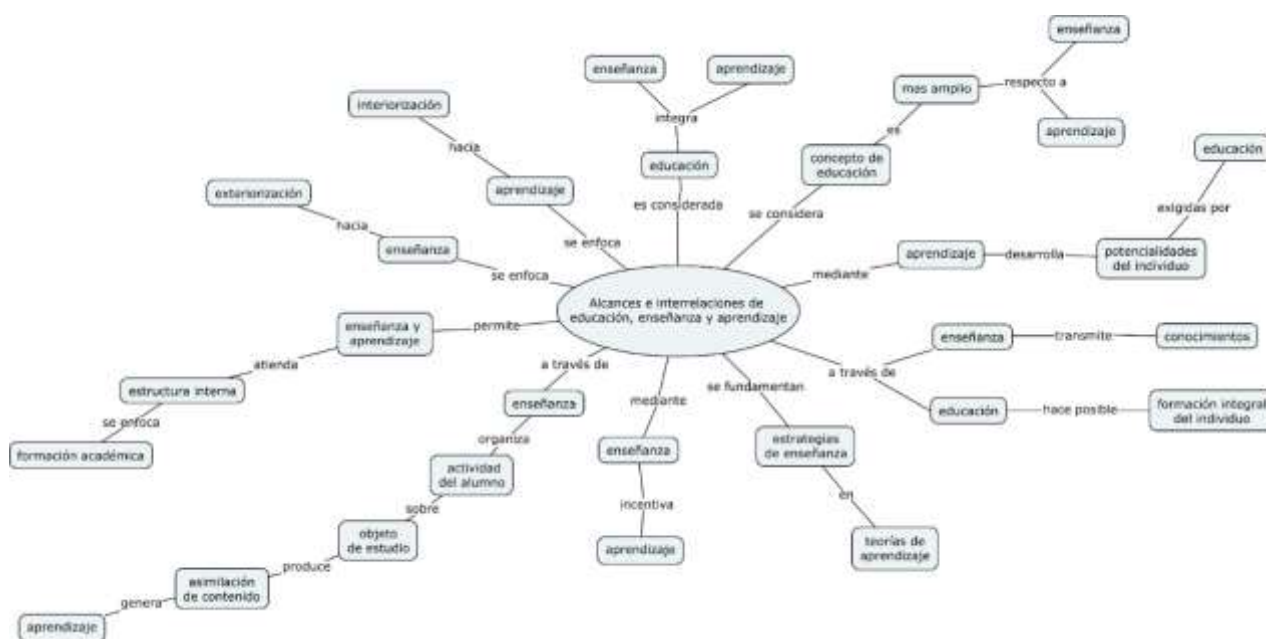 enseñanza
enseñanza
aprendizaje
mas amplio
respecto a
interiorización
integra
es
aprendizaje
educación
hacia
educación
concepto de
educación
exteriorización
aprendizaje
es considerada
se considera
exigidas por
hacia
enseñanza
se enfoca
aprendizaje
desarrolla
potencialidades
del individuo
se enfoca
mediante
Alcances e interrelaciones de
educación, enseñanza y aprendizaje
enseñanza y
aprendizaje
permite
enseñanza
transmite
conocimientos
atienda
a través de
a través de
estructura interna
se fundamentan
enseñanza
mediante
educación
hace posible
formación integral
del individuo
se enfoca
organiza
enseñanza
estrategias
de enseñanza
formación académica
actividad
del alumno
incentiva
en
sobre
objeto
de estudio
aprendizaje
teorías de
aprendizaje
produce
asimilación
de contenido
genera
aprendizaje